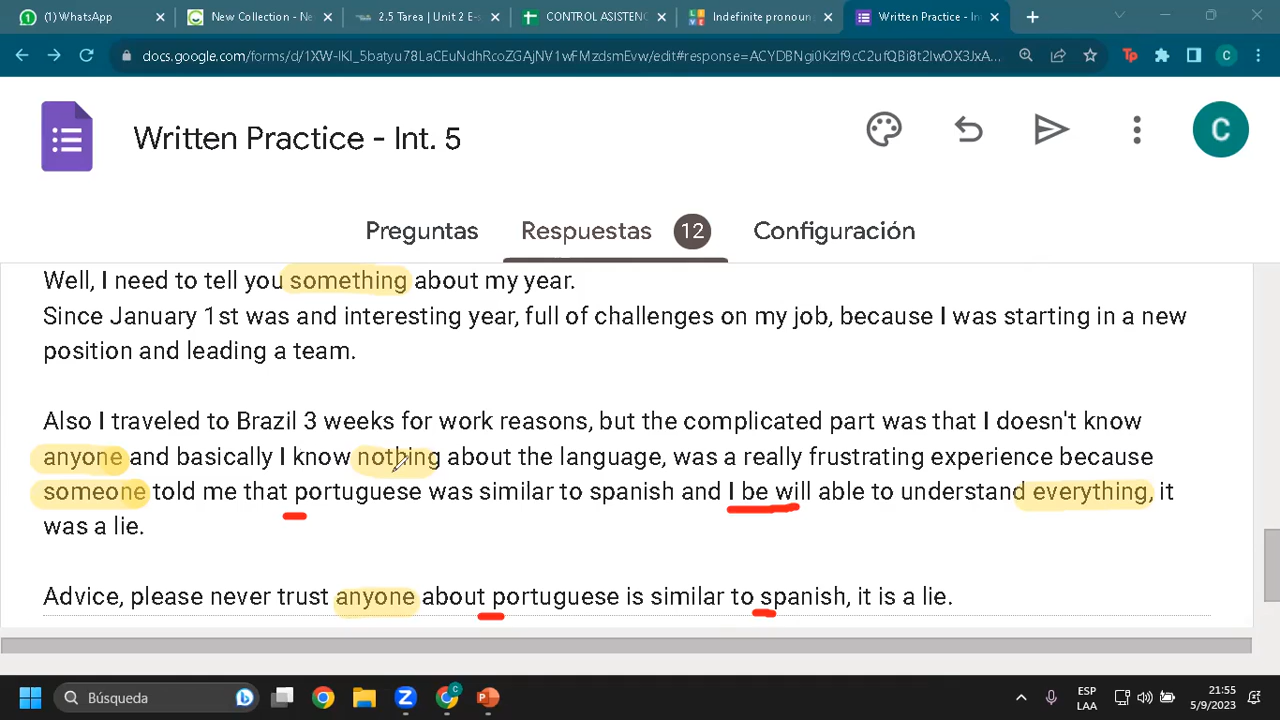 (1) WhatsApp
New Collection - Ne
2.5 Tarea | Unit 2 E-s
CONTROL ASISTENC
Indefinite pronoun
Written Practice - In
docs.google.com/forms/d/1XW-IKI_5batyu78LaCEuNdhRcoZGAjNV1wFMzdsmEvw/edit#response=ACYDBNgi0KzIf9cC2ufQBi8t2IwOX3JxA...
C
Written Practice - Int. 5
C
Preguntas Respuestas 12 Configuración
Well, I need to tell you something about my year.
Since January 1st was and interesting year, full of challenges on my job, because I was starting in a new
position and leading a team.
Also I traveled to Brazil 3 weeks for work reasons, but the complicated part was that I doesn't know
anyone and basically I know nothing about the language, was a really frustrating experience because
someone told me that portuguese was similar to spanish and I be will able to understand everything, it
was a lie.
Advice, please never trust anyone about portuguese is similar to spanish, it is a lie.
Búsqueda
ESP
LAA
21:55
5/9/2023